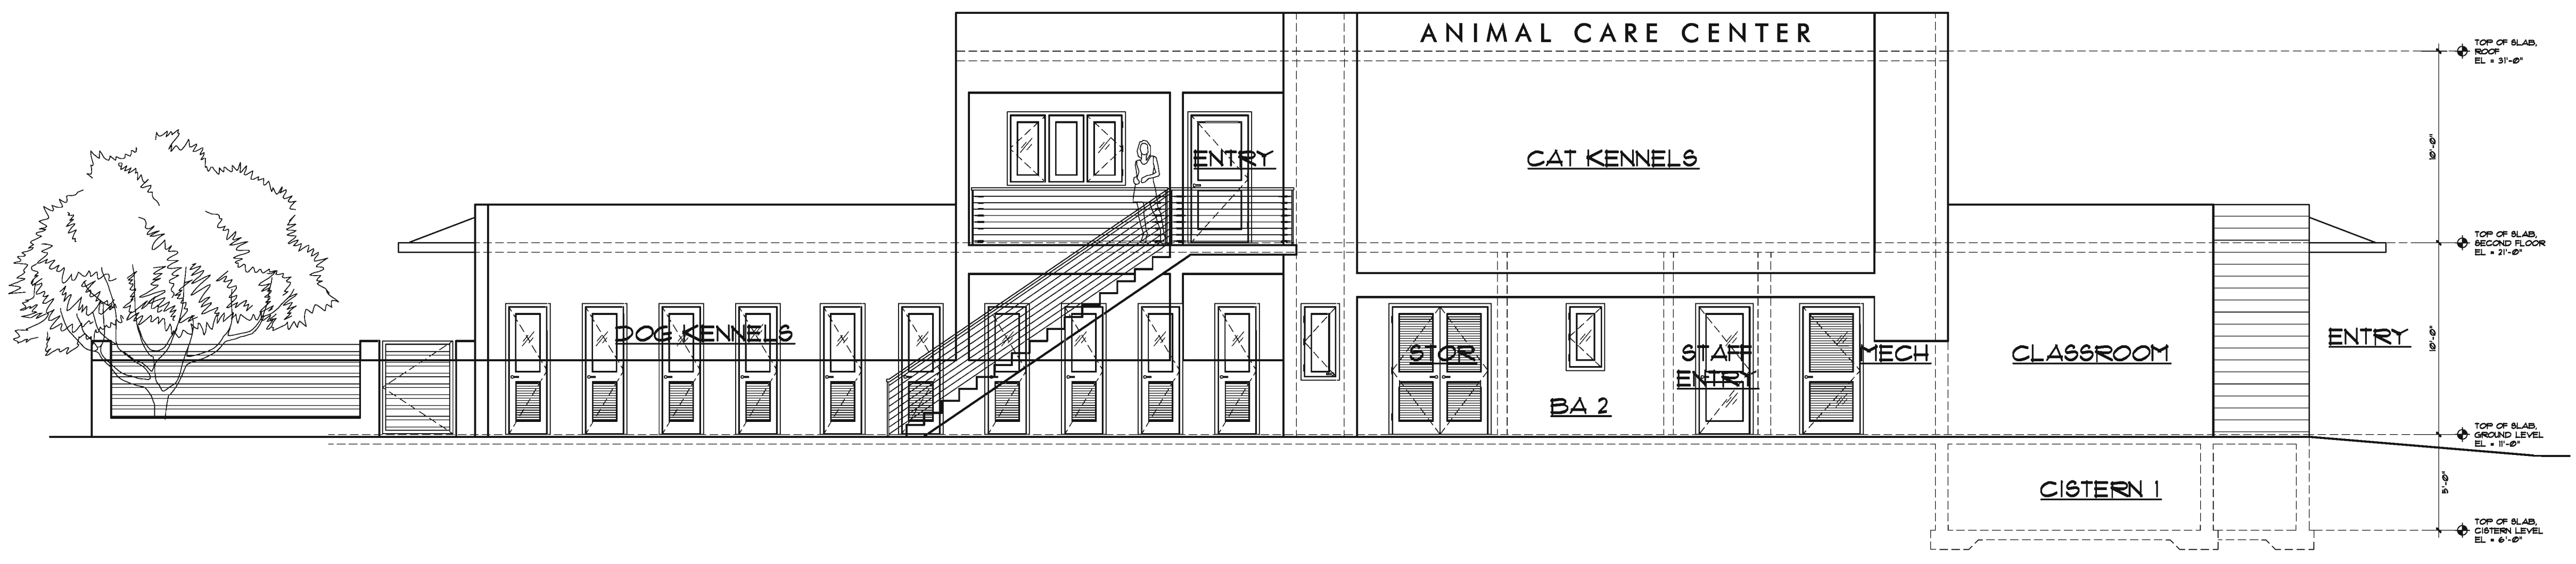 ANIMAL CARE CENTER
TOP OF SLAB,
ROOF
EL = 31'-0"
10'-0"
ENTRY
CAT KENNELS
TOP OF SLAB,
SECOND FLOOR
EL = 21'-0"
DOG KENNELS
STOR
STAFF
ENTRY
MECH
CLASSROOM
ENTRY
10'-0"
BA 2
TOP OF SLAB,
GROUND LEVEL
EL = 11'-0"
CISTERN 1
5'-0"
TOP OF SLAB,
CISTERN LEVEL
EL = 6'-0"